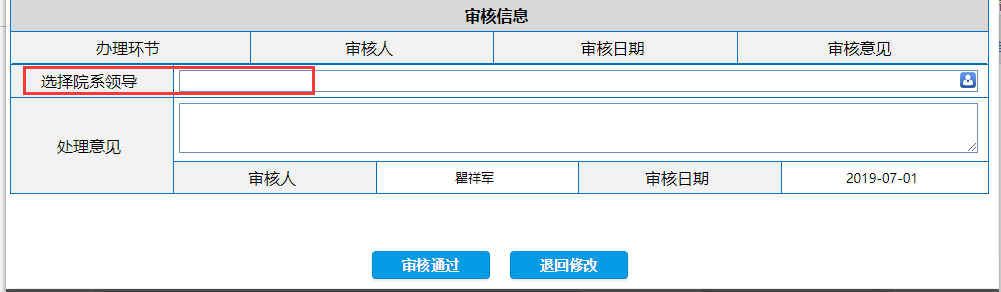 审核信息
办理环节 审核人 审核日期 审核意见
选择院系领导
处理意见
审核人 瞿祥军 审核日期 2019-07-01
审核通过 退回修改